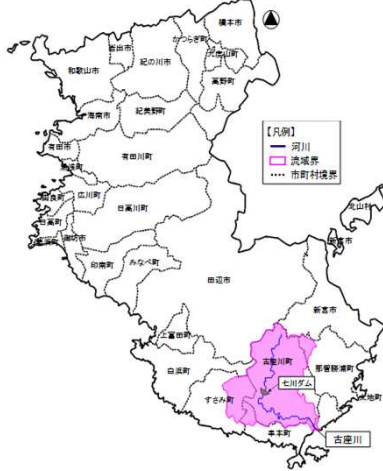 橋本市
かつらぎ町
岩出市
九度山町
和歌山市
紀の川市
高野町
海南市
紀美野町
有田市
有田川町
湯浅町
広川町
由良町
日高川町
日高町
美浜町
御坊市
印南町
みなべ町
田辺市
北山村
新宮市
新宮市
上富田町
古座川町
白浜町
那智勝浦町
七川ダム
すさみ町
太地町
串本町
古座川
【凡例】
河川
流域界
市町村境界